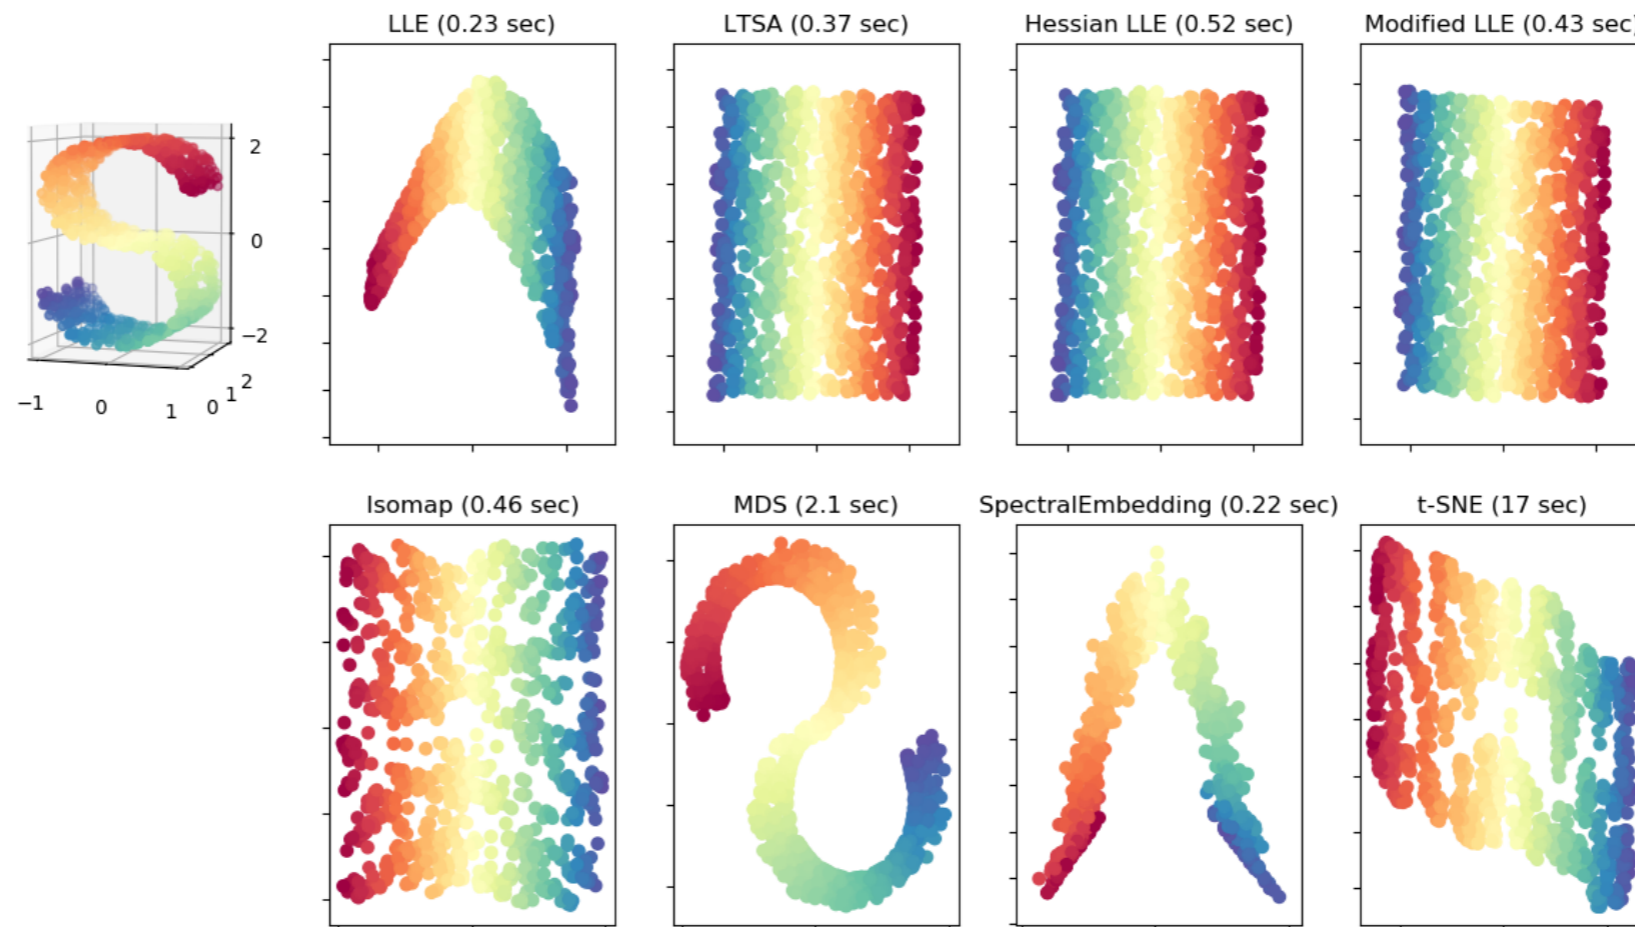 LLE (0.23 sec)
LTSA (0.37 sec)
Hessian LLE (0.52 sec)
Modified LLE (0.43 sec)
2
0
−2
−1
0
1
0
1
2
Isomap (0.46 sec)
MDS (2.1 sec)
SpectralEmbedding (0.22 sec)
t-SNE (17 sec)